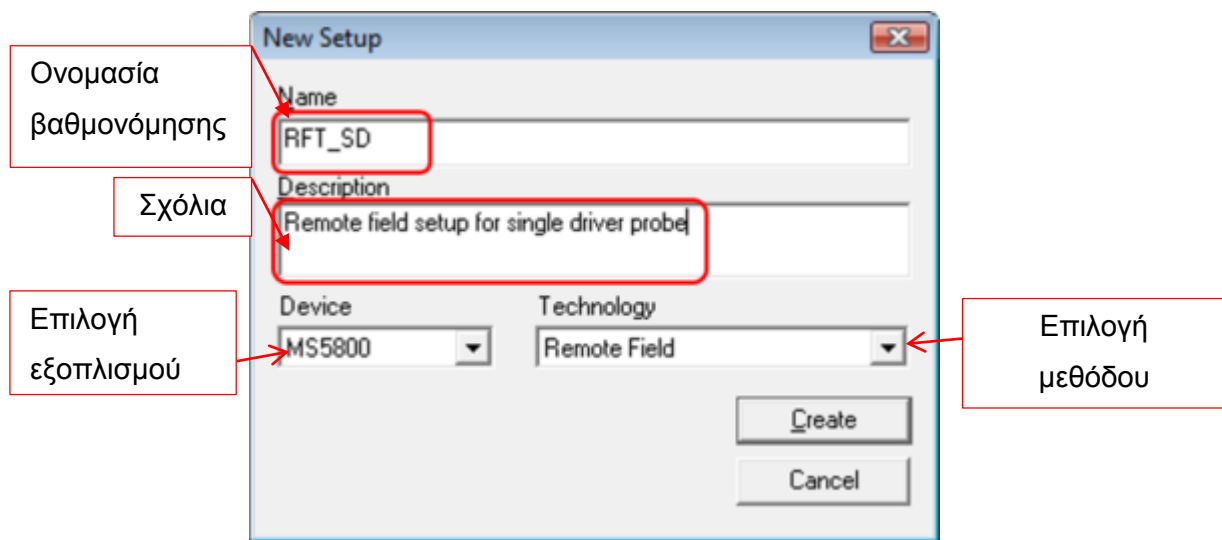 New Setup
Ονομασία
βαθμονόμησης
Name
RFT_SD
Σχόλια
Description
Remote field setup for single driver probe
Επιλογή
εξοπλισμού
Device
MS5800
Technology
Remote Field
Επιλογή
μεθόδου
Create
Cancel